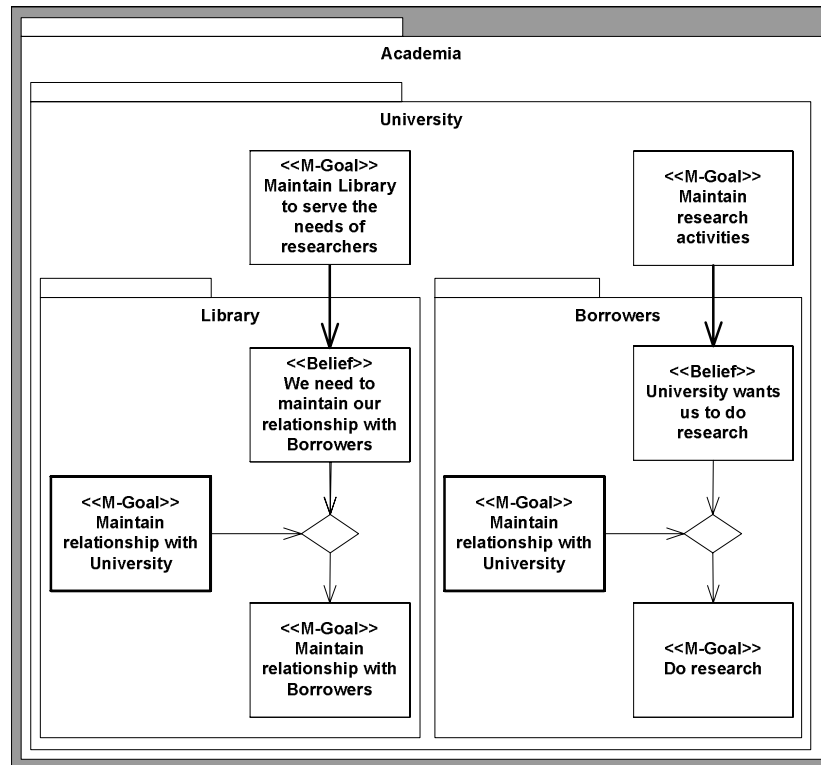 Academia
University
<<M-Goal>>
Maintain Library
to serve the
needs of
researchers
<<M-Goal>>
Maintain
research
activities
Library
<<Belief>>
We need to
maintain our
relationship with
Borrowers
<<M-Goal>>
Maintain
relationship with
University
<<M-Goal>>
Maintain
relationship with
Borrowers
Borrowers
<<Belief>>
University wants
us to do
research
<<M-Goal>>
Maintain
relationship with
University
<<M-Goal>>
Do research